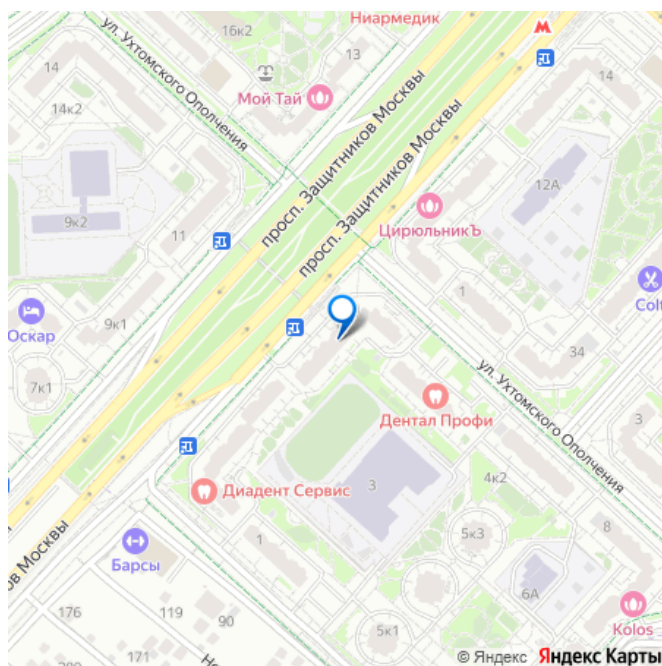 Ниармедик
16к2
ул. Ухтомского Ополчения
13
14
Мой Тай
14
14к2
просп. Защитников Москвы
просп. Защитников Москвы
12А
9к2
ЦирюльникЪ
11
1
Colt
Оскар
9к1
34
7к1
ул. Ухтомского Ополчения
Дентал Профи
Диадент Сервис
3
4к2
5к3
8
ов Москвы
1
Барсы
6А
176
119
90
Kolos
171
5к1
Но
© Яндекс Яндекс Карты